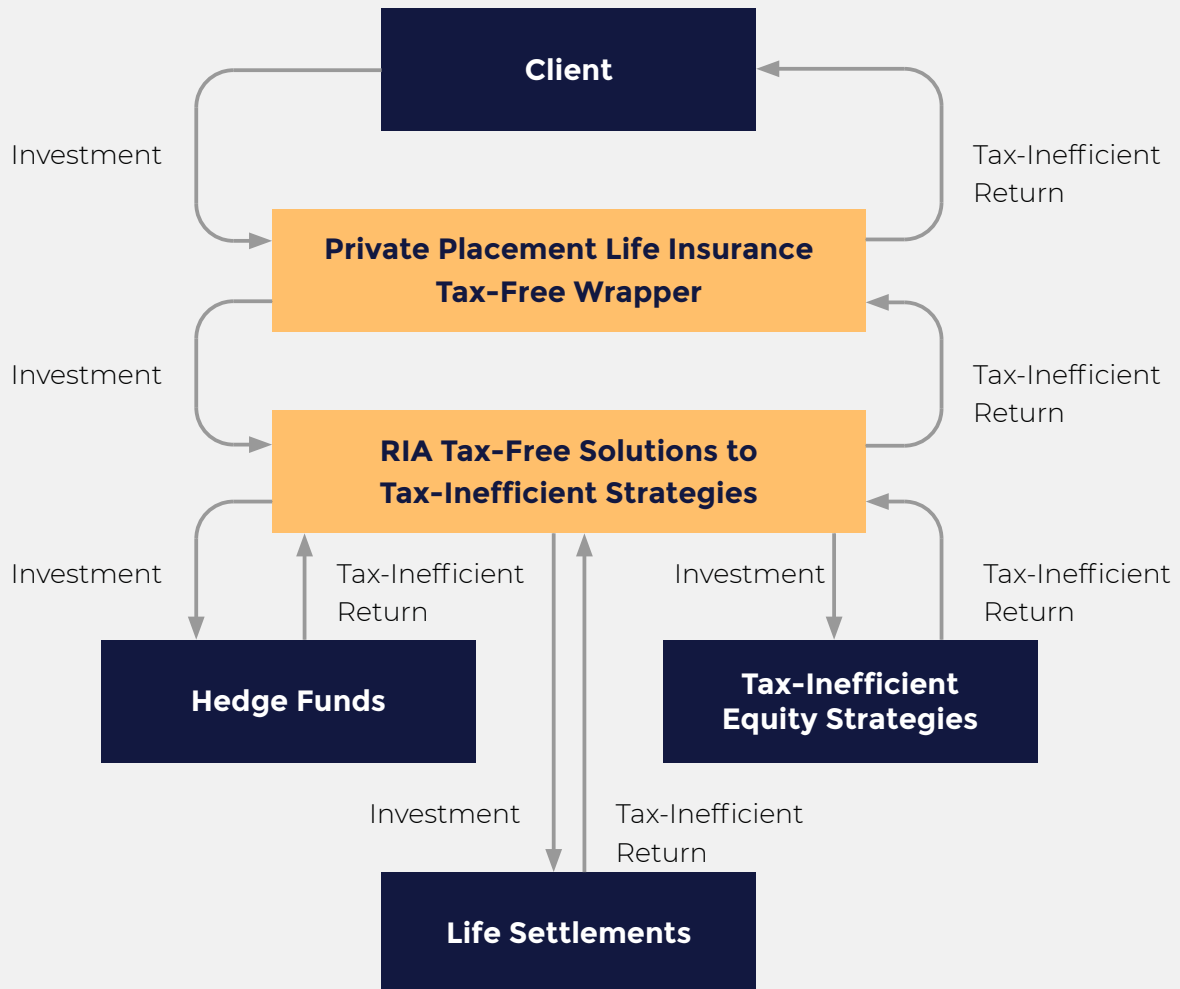 Client
Investment
Tax-Inefficient
Return
Private Placement Life Insurance
Tax-Free Wrapper
Investment
Tax-Inefficient
Return
RIA Tax-Free Solutions to
Tax-Inefficient Strategies
Investment
Tax-Inefficient
Return
Investment
Tax-Inefficient
Return
Hedge Funds
Tax-Inefficient
Equity Strategies
Investment
Tax-Inefficient
Return
Life Settlements